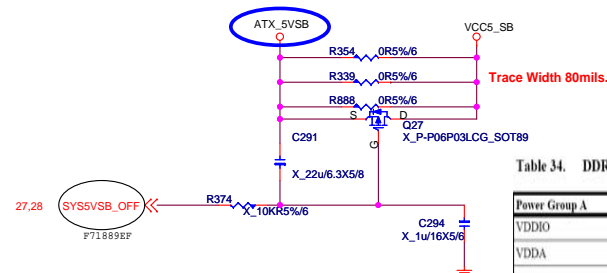 ATX_5VSB
VCC5_SB
R354 0R5%/6
R339 0R5%/6
Trace Width 80mils.
R888 0R5%/6
S D
Q27
X_P-P06P03LCG_SOT89
C291
G
X_22u/6.3X5/8
Table 34. DDR
R374
Power Group A
27,28 SYS5VSB_OFF
X_10KR5%/6
C294
VDDIO
F71889EF
X_1u/16X5/6
VDDA